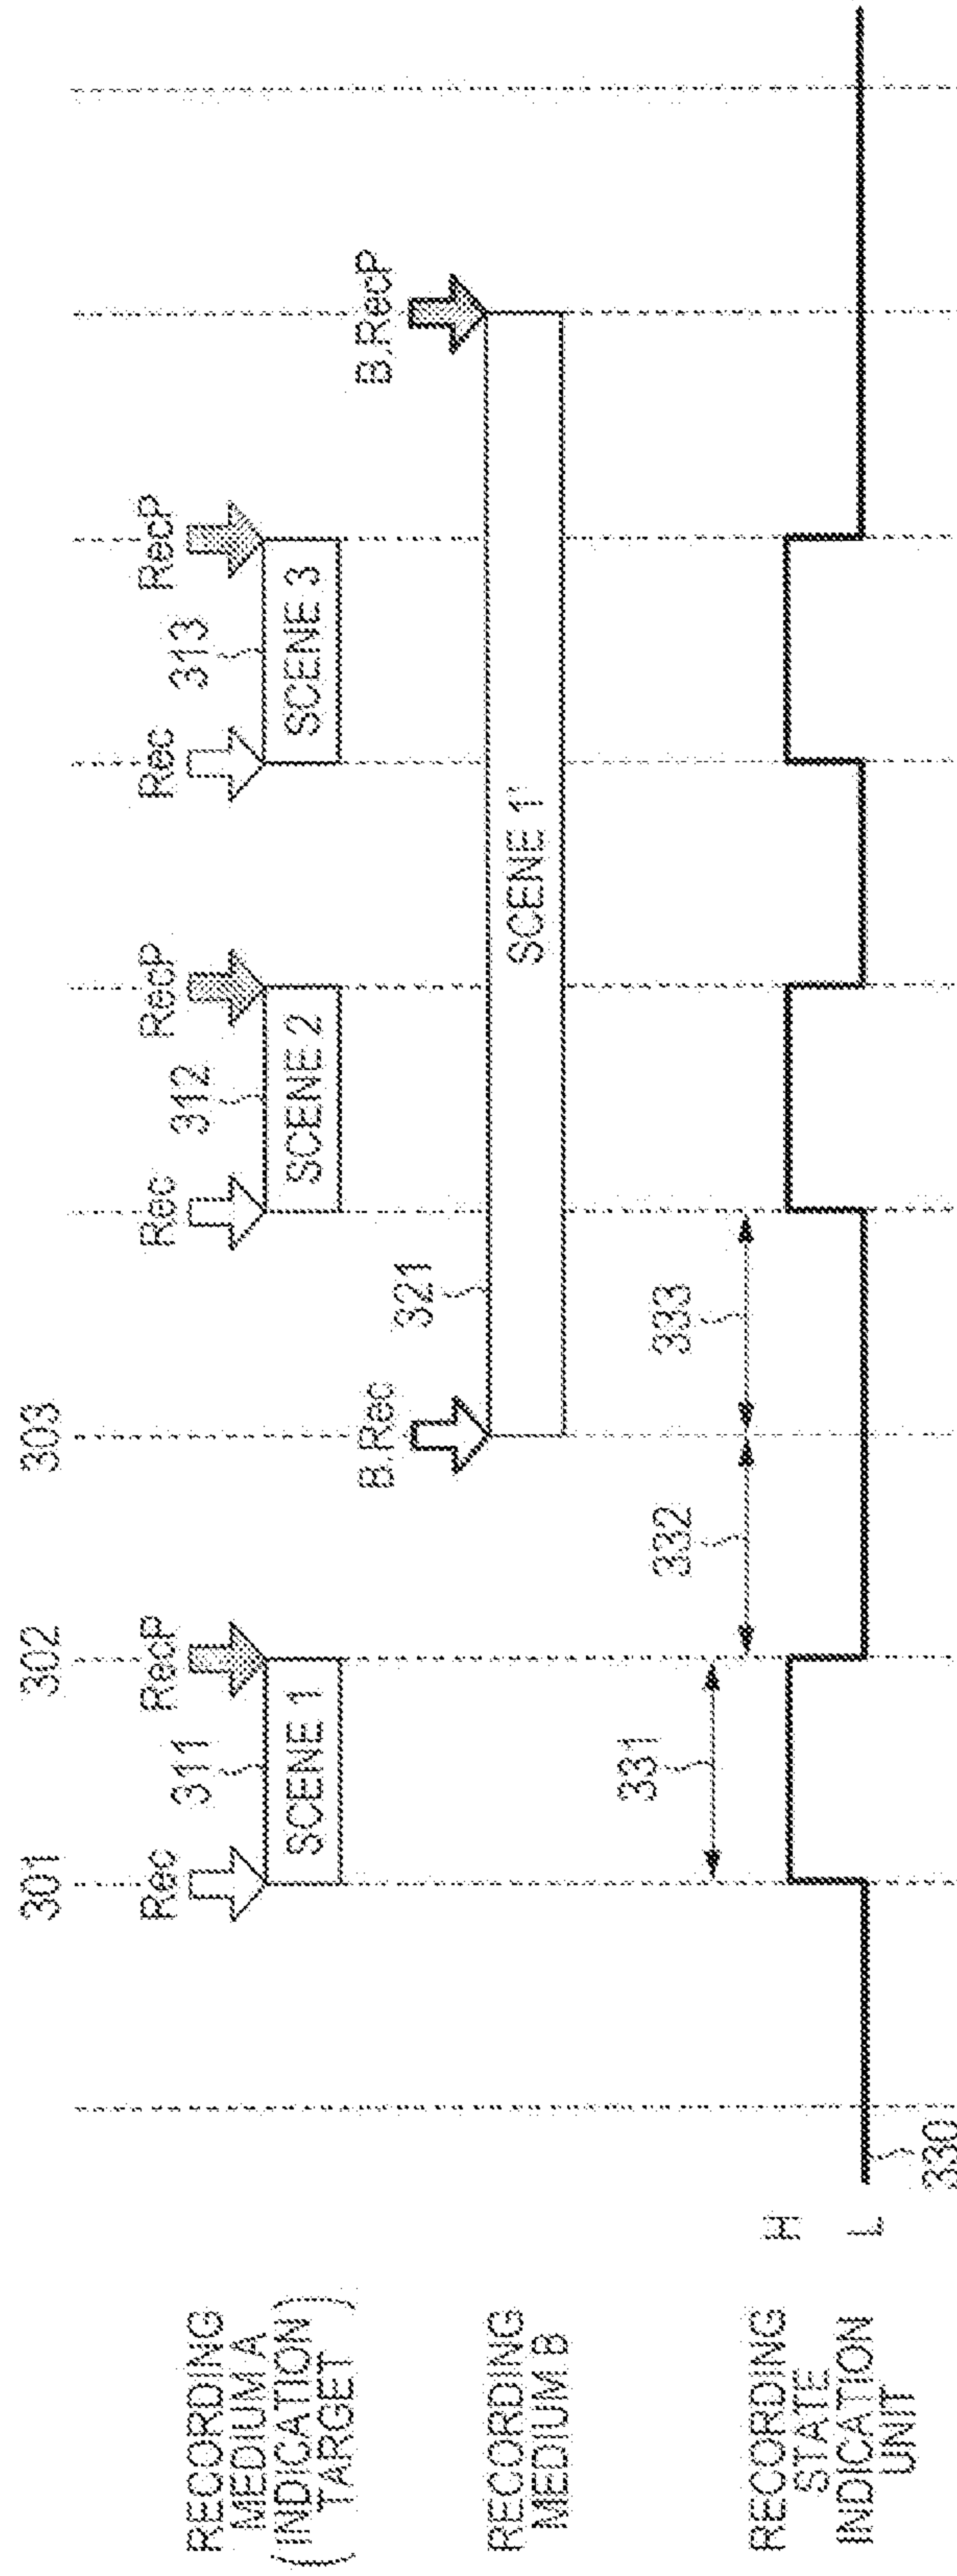 301
302
303
Rec
RecP
Rec
RecP
Rec
RecP
311
312
313
RECORDING
MEDIUM A
(INDICATION)
TARGET
SCENE 1
SCENE 2
SCENE 3
B,Rec
B,RecP
321
RECORDING
MEDIUM B
SCENE 1'
331
332
333
RECORDING
STATE
INDICATION
UNIT
H
L
330